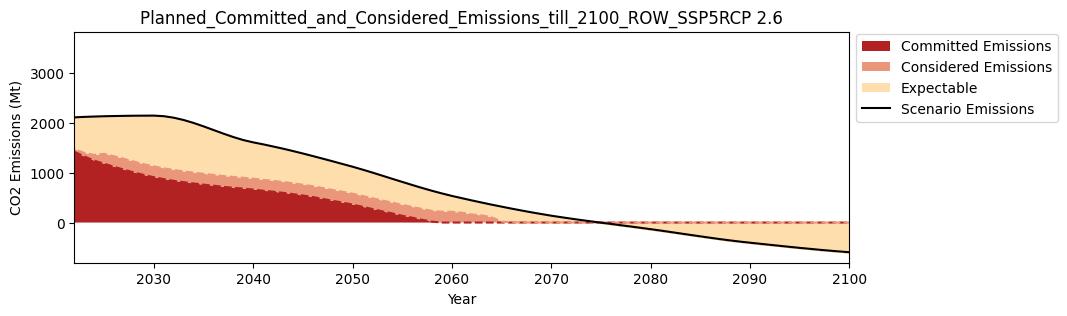 Planned_Committed_and_Considered_Emissions_till_2100_ROW_SSP5RCP 2.6
Committed Emissions
Considered Emissions
Expectable
Scenario Emissions
CO2 Emissions (Mt)
3000
2000
1000
0
2030 2040 2050 2060 2070 2080 2090 2100
Year